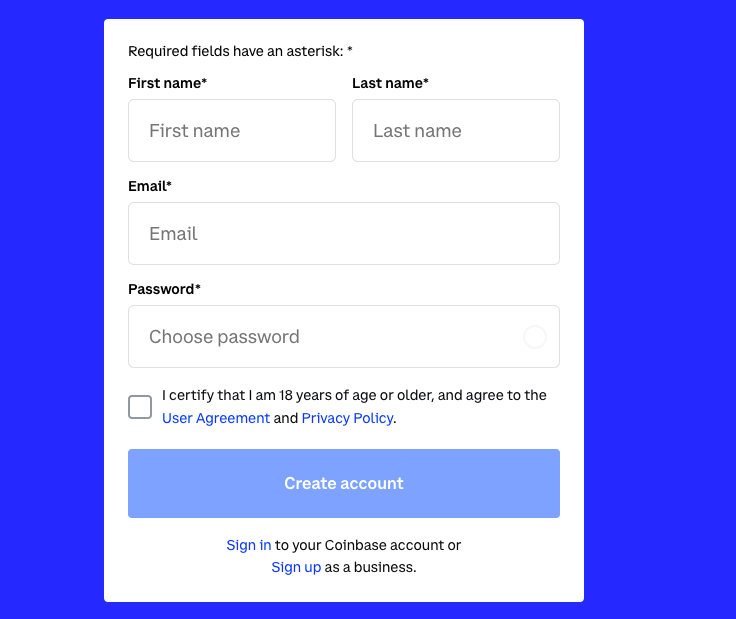 Required fields have an asterisk: *
First name* Last name*
First name Last name
Email*
Email
Password*
Choose password
I certify that I am 18 years of age or older, and agree to the
User Agreement and Privacy Policy.
Create account
Sign in to your Coinbase account or
Sign up as a business.